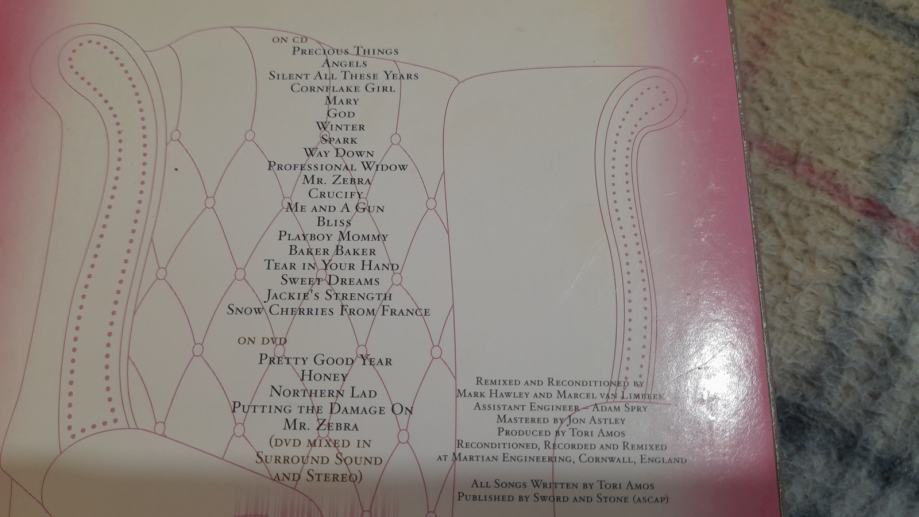 ON CD
PRECIOUS THINGS
ANGELS
SILENT ALL THESE YEARS
CORNFLAKE GIRL
MARY
GOD
WINTER
SPARK
WAY DOWN
PROFESSIONAL WIDOW
MR. ZEBRA
CRUCIFY
ME AND A GUN
BLISS
PLAYBOY MOMMY
BAKER BAKER
TEAR IN YOUR HAND
SWEET DREAMS
JACKIE'S STRENGTH
SNOW CHERRIES FROM FRANCE
ON DVD
PRETTY GOOD YEAR
HONEY
NORTHERN LAD
PUTTING THE DAMAGE ON
MR. ZEBRA
(DVD MIXED IN
SURROUND SOUND
AND STEREO)
REMIXED AND RECONDITIONED BY
MARK HAWLEY AND MARCEL VAN LIMBEEK
ASSISTANT ENGINEER - ADAM SPRY
MASTERED BY JON ASTLEY
PRODUCED BY TORI AMOS
RECONDITIONED, RECORDED AND REMIXED
AT MARTIAN ENGINEERING, CORNWALL, ENGLAND
ALL SONGS WRITTEN BY TORI AMOS
PUBLISHED BY SWORD AND STONE (ASCAP)